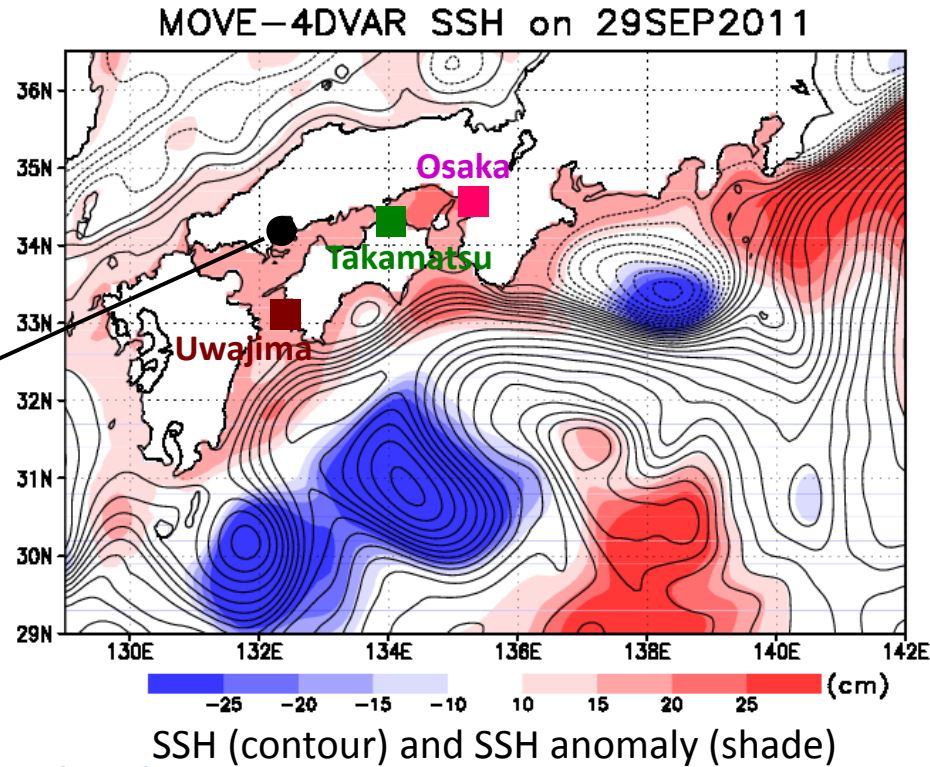 MOVE−4DVAR SSH on 29SEP2011
36N
35N
34N
33N
32N
31N
30N
29N
Osaka
Takamatsu
Uwajima
130E 132E 134E 136E 138E 140E 142E
−25 −20 −15 −10 10 15 20 25 (cm)
SSH (contour) and SSH anomaly (shade)